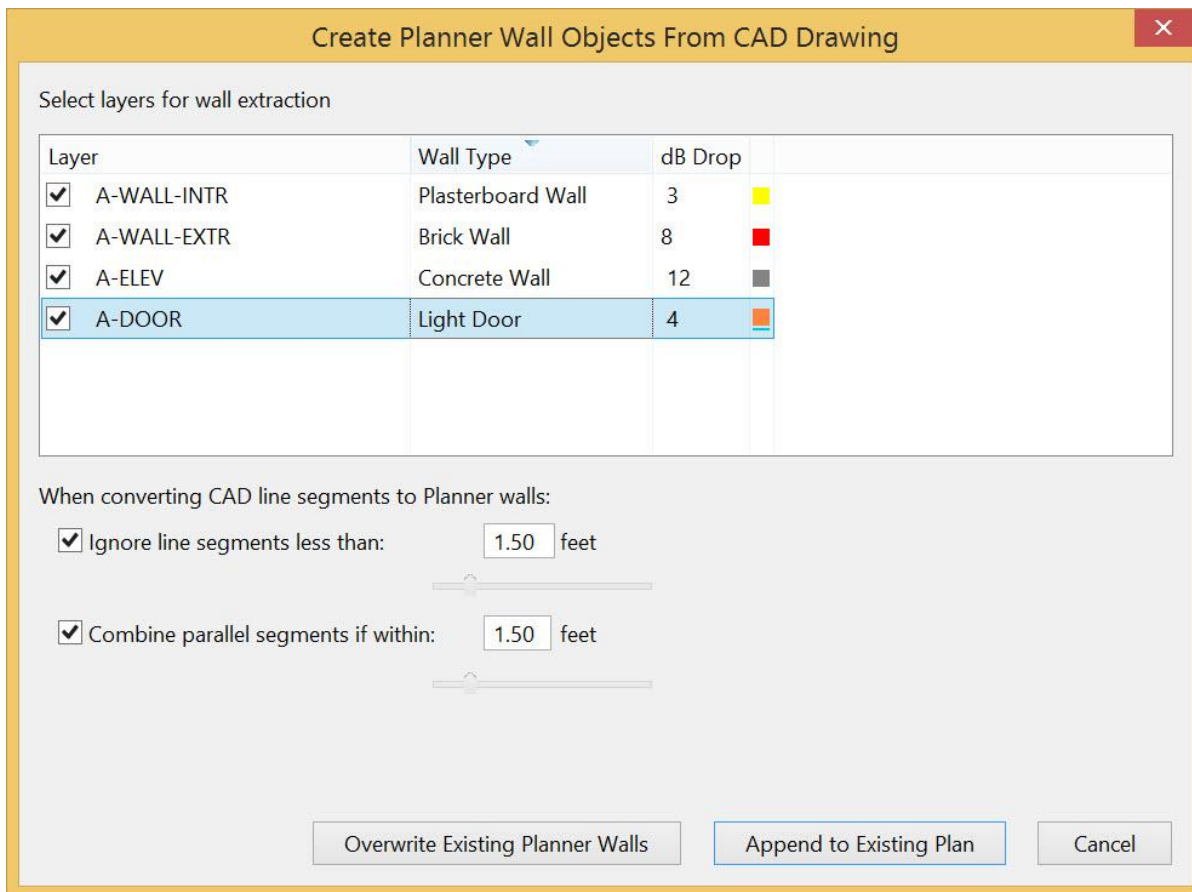 Create Planner Wall Objects From CAD Drawing
Select layers for wall extraction
Layer Wall Type dB Drop
A-WALL-INTR Plasterboard Wall 3
A-WALL-EXTR Brick Wall 8
A-ELEV Concrete Wall 12
A-DOOR Light Door 4
When converting CAD line segments to Planner walls:
Ignore line segments less than: 1.50 feet
Combine parallel segments if within: 1.50 feet
Overwrite Existing Planner Walls Append to Existing Plan Cancel